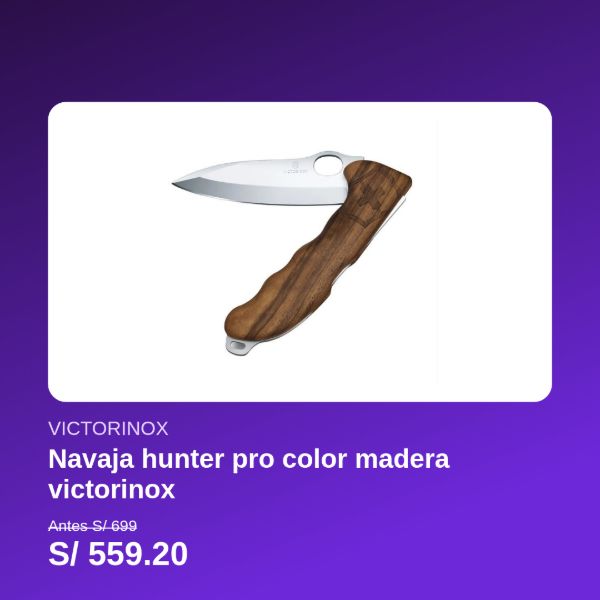 VICTORINOX
Navaja hunter pro color madera
victorinox
Antes S/ 699
S/ 559.20